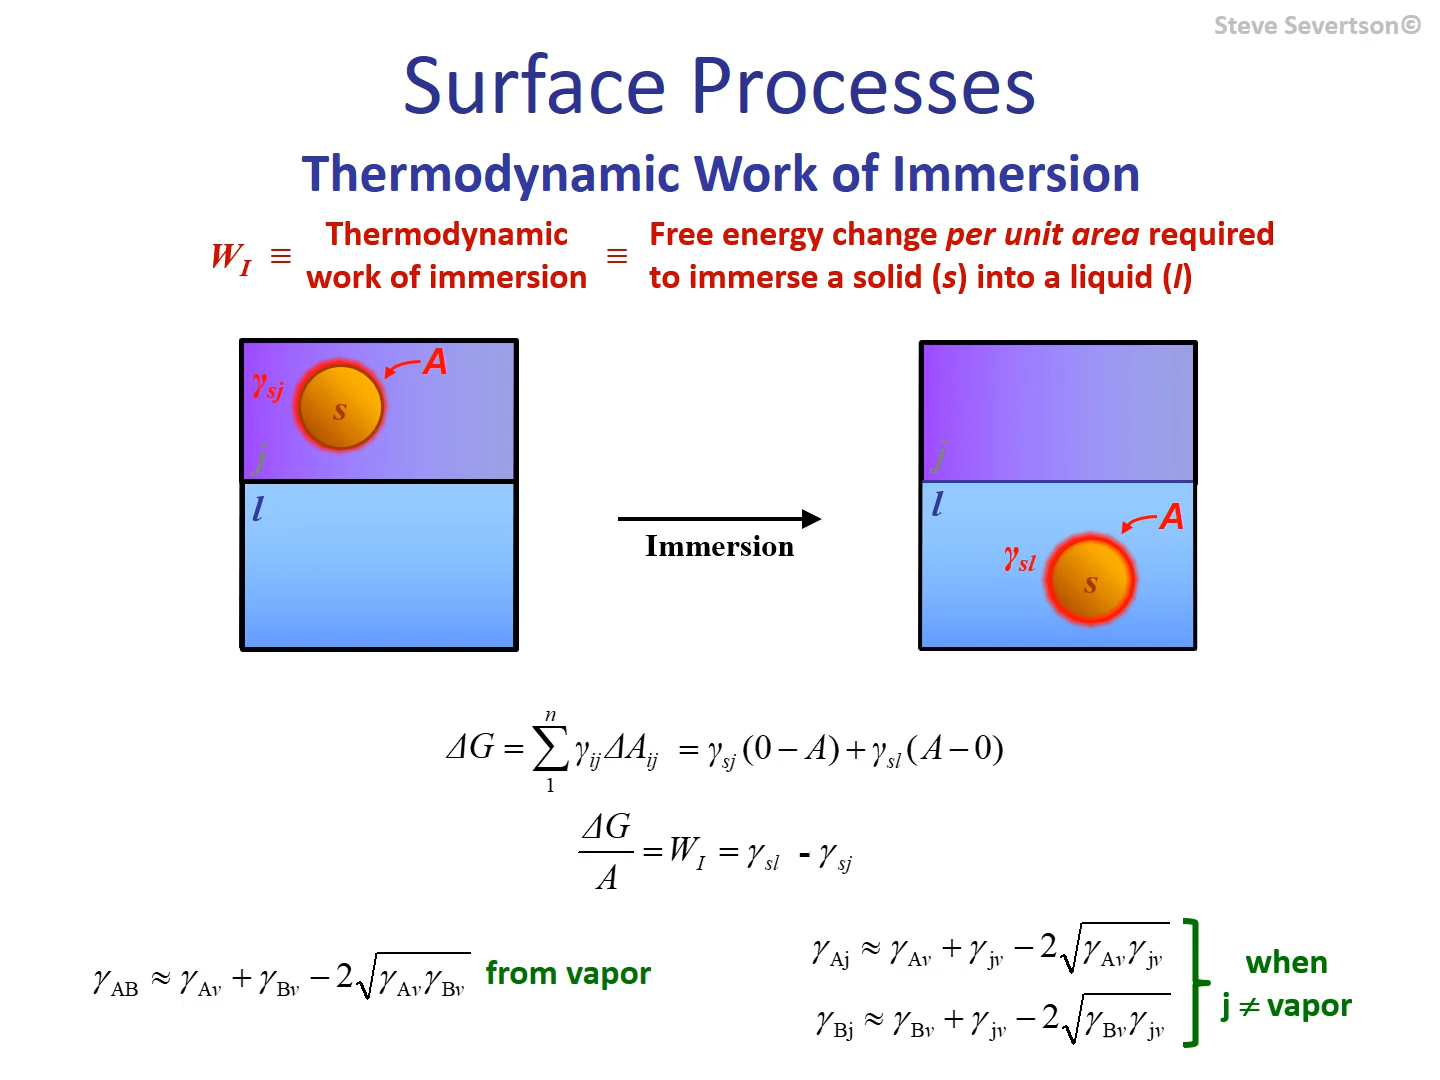 Steve Severtson©
Surface Processes
Thermodynamic Work of Immersion
W_I ≡ Thermodynamic work of immersion ≡ Free energy change per unit area required to immerse a solid (s) into a liquid (l)
γ_sj
A
s
j
l
Immersion
j
l
A
γ_sl
s
ΔG = ∑_1^n γ_ij ΔA_ij = γ_sj (0 − A) + γ_sl (A − 0)
ΔG/A = W_I = γ_sl - γ_sj
γ_AB ≈ γ_Av + γ_Bv − 2√(γ_Av γ_Bv) from vapor
γ_Aj ≈ γ_Av + γ_jv − 2√(γ_Av γ_jv)
γ_Bj ≈ γ_Bv + γ_jv − 2√(γ_Bv γ_jv)
when
j ≠ vapor